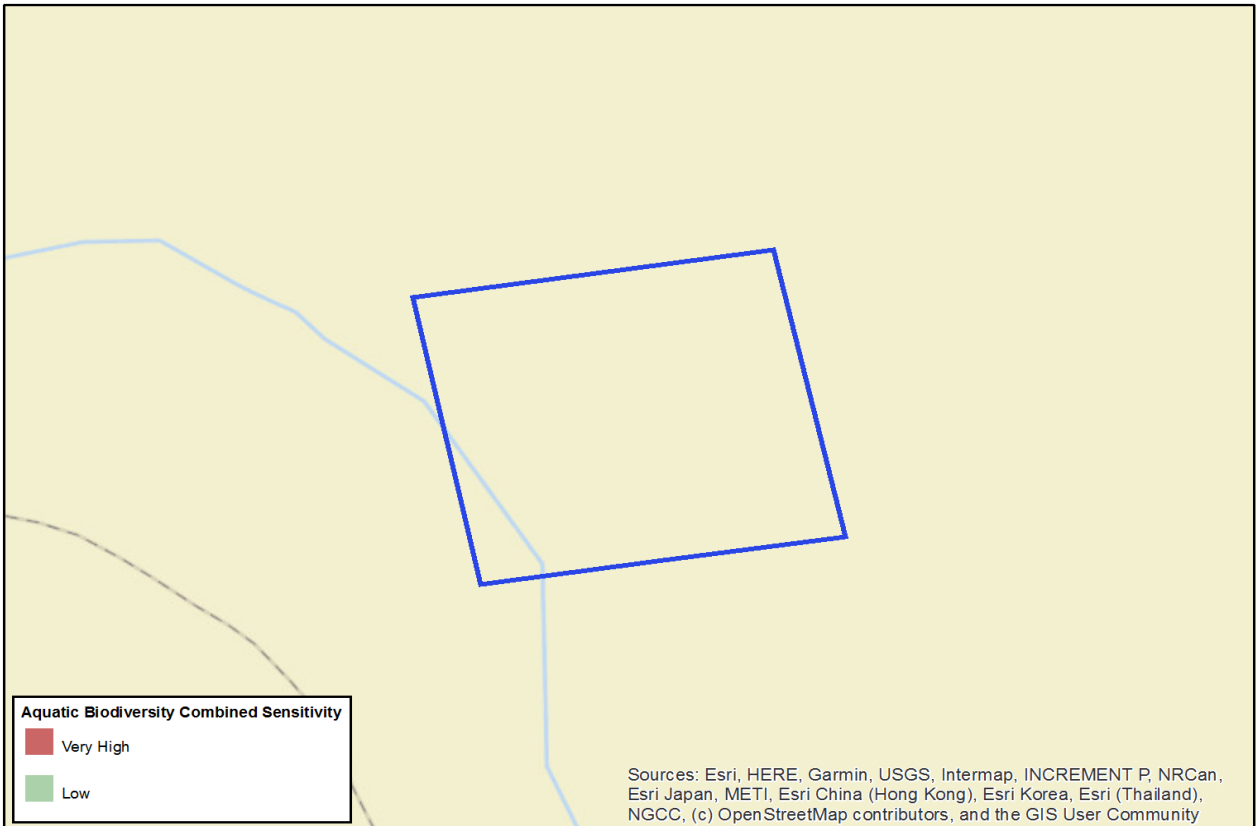 Aquatic Biodiversity Combined Sensitivity
Very High
Low
Sources: Esri, HERE, Garmin, USGS, Intermap, INCREMENT P, NRCan,
Esri Japan, METI, Esri China (Hong Kong), Esri Korea, Esri (Thailand),
NGCC, (c) OpenStreetMap contributors, and the GIS User Community